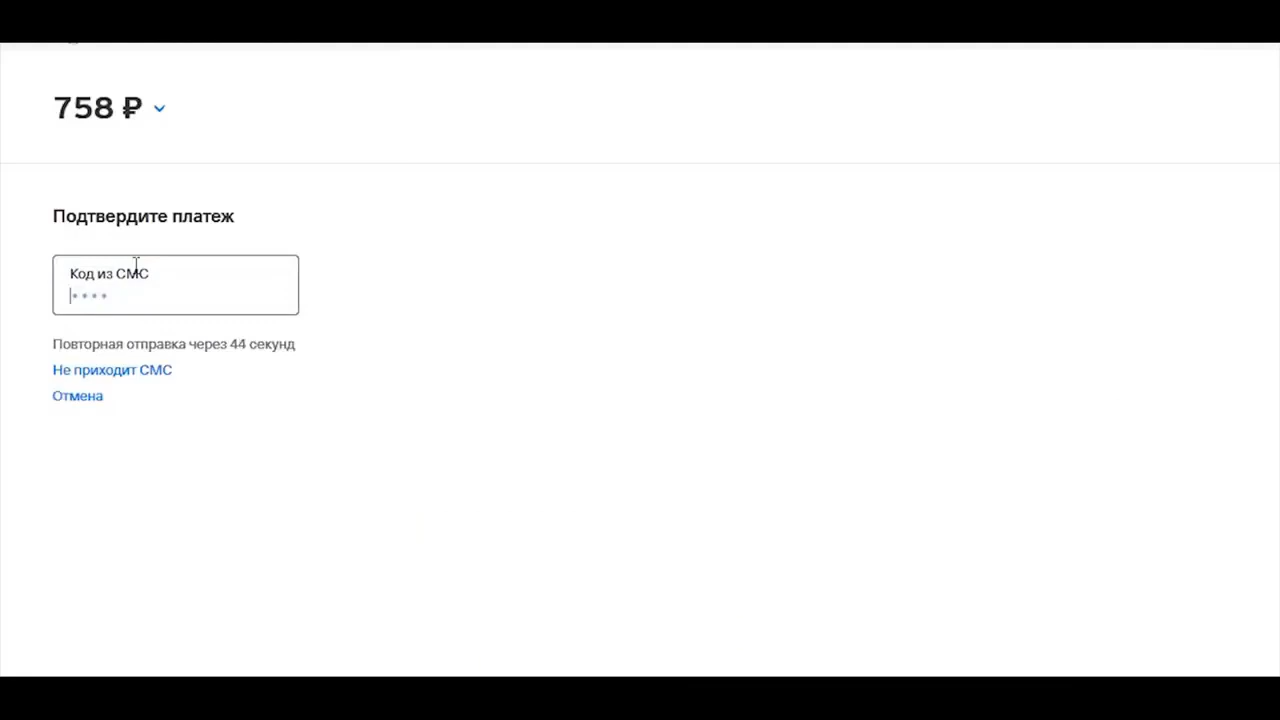 758 ₽
Подтвердите платеж
Код из СМС
Повторная отправка через 44 секунд
Не приходит СМС
Отмена